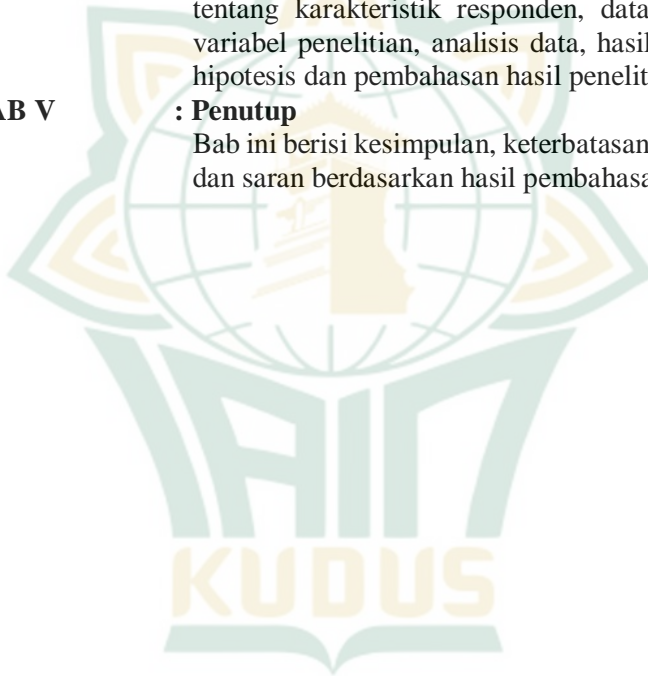 tentang karakteristik responden, data
variabel penelitian, analisis data, hasil
hipotesis dan pembahasan hasil penelit
AB V : Penutup
Bab ini berisi kesimpulan, keterbatasan
dan saran berdasarkan hasil pembahasa
IAIN
KUDUS